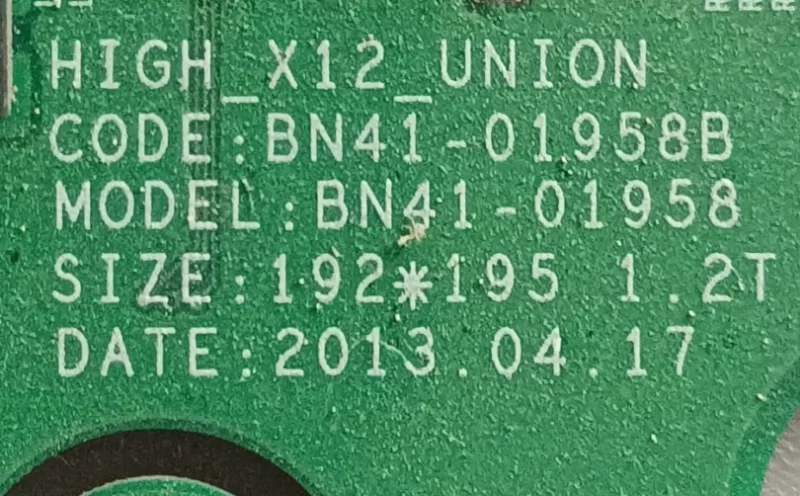 HIGH_X12_UNION
CODE:BN41-01958B
MODEL:BN41-01958
SIZE:192*195 1.2T
DATE:2013.04.17